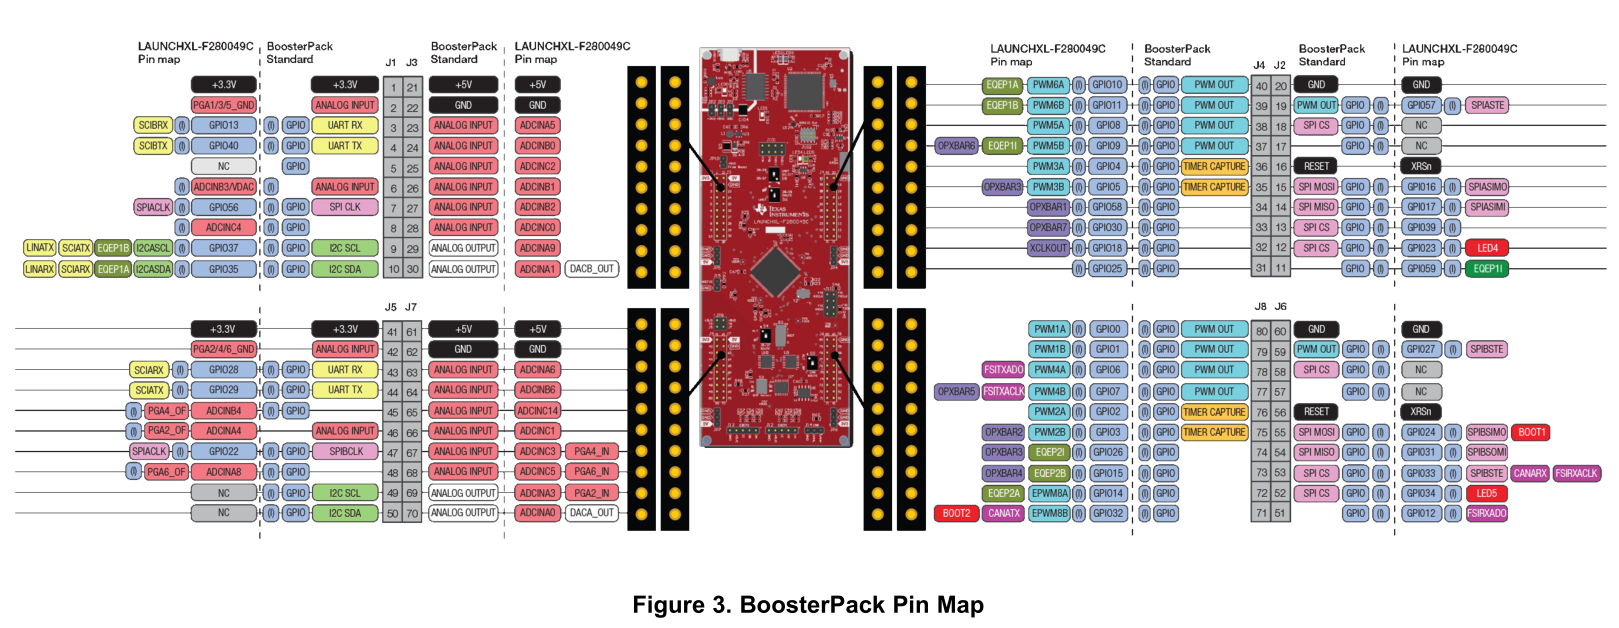 LAUNCHXL-F280049C BoosterPack BoosterPack LAUNCHXL-F280049C
Pin map Standard J1 J3 Standard Pin map
+3.3V +3.3V 1 21 +5V +5V
PGA1/3/5_GND ANALOG INPUT 2 22 GND GND
SCIBRX (I) GPIO13 (I) GPIO UART RX 3 23 ANALOG INPUT ADCINA5
SCIBTX (I) GPIO40 (I) GPIO UART TX 4 24 ANALOG INPUT ADCINB0
NC GPIO 5 25 ANALOG INPUT ADCINC2
(I) ADCINB3/VDAC (I) ANALOG INPUT 6 26 ANALOG INPUT ADCINB1
SPIACLK (I) GPIO56 (I) GPIO SPI CLK 7 27 ANALOG INPUT ADCINB2
(I) ADCINC4 (I) GPIO 8 28 ANALOG INPUT ADCINC0
LINATX SCIATX EQEP1B I2CASCL (I) GPIO37 (I) GPIO I2C SCL 9 29 ANALOG OUTPUT ADCINA9
LINARX SCIARX EQEP1A I2CASDA (I) GPIO35 (I) GPIO I2C SDA 10 30 ANALOG OUTPUT ADCINA1 DACB_OUT
J5 J7
+3.3V +3.3V 41 61 +5V +5V
PGA2/4/6_GND ANALOG INPUT 42 62 GND GND
SCIARX (I) GPIO28 (I) GPIO UART RX 43 63 ANALOG INPUT ADCINA6
SCIATX (I) GPIO29 (I) GPIO UART TX 44 64 ANALOG INPUT ADCINB6
(I) PGA4_OF ADCINB4 (I) GPIO 45 65 ANALOG INPUT ADCINC14
(I) PGA2_OF ADCINA4 ANALOG INPUT 46 66 ANALOG INPUT ADCINC1
SPIACLK (I) GPIO22 (I) GPIO SPIBCLK 47 67 ANALOG INPUT ADCINC3 PGA4_IN
(I) PGA6_OF ADCINA8 (I) GPIO 48 68 ANALOG INPUT ADCINC5 PGA6_IN
NC (I) GPIO I2C SCL 49 69 ANALOG OUTPUT ADCINA3 PGA2_IN
NC (I) GPIO I2C SDA 50 70 ANALOG OUTPUT ADCINA0 DACA_OUT
TEXAS
INSTRUMENTS
LAUNCHXL-F280049C
LAUNCHXL-F280049C BoosterPack BoosterPack LAUNCHXL-F280049C
Pin map Standard J4 J2 Standard Pin map
EQEP1A PWM6A (I) GPIO10 (I) GPIO PWM OUT 40 20 GND GND
EQEP1B PWM6B (I) GPIO11 (I) GPIO PWM OUT 39 19 PWM OUT GPIO (I) GPIO57 (I) SPIASTE
PWM5A (I) GPIO8 (I) GPIO PWM OUT 38 18 SPI CS GPIO (I) NC
OPXBAR6 EQEP1I PWM5B (I) GPIO9 (I) GPIO PWM OUT 37 17 GPIO (I) NC
PWM3A (I) GPIO4 (I) GPIO TIMER CAPTURE 36 16 RESET XRSn
OPXBAR3 PWM3B (I) GPIO5 (I) GPIO TIMER CAPTURE 35 15 SPI MOSI GPIO (I) GPIO16 (I) SPIASIMO
OPXBAR1 (I) GPIO58 (I) GPIO 34 14 SPI MISO GPIO (I) GPIO17 (I) SPIASIMI
OPXBAR7 (I) GPIO30 (I) GPIO 33 13 SPI CS GPIO (I) GPIO39 (I)
XCLKOUT (I) GPIO18 (I) GPIO 32 12 SPI CS GPIO (I) GPIO23 (I) LED4
(I) GPIO25 (I) GPIO 31 11 GPIO (I) GPIO59 (I) EQEP1I
J8 J6
PWM1A (I) GPIO0 (I) GPIO PWM OUT 80 60 GND GND
PWM1B (I) GPIO1 (I) GPIO PWM OUT 79 59 PWM OUT GPIO (I) GPIO27 (I) SPIBSTE
FSITXADO PWM4A (I) GPIO6 (I) GPIO PWM OUT 78 58 SPI CS GPIO (I) NC
OPXBAR5 FSITXACLK PWM4B (I) GPIO7 (I) GPIO PWM OUT 77 57 GPIO (I) NC
PWM2A (I) GPIO2 (I) GPIO TIMER CAPTURE 76 56 RESET XRSn
OPXBAR2 PWM2B (I) GPIO3 (I) GPIO TIMER CAPTURE 75 55 SPI MOSI GPIO (I) GPIO24 (I) SPIBSIMO BOOT1
OPXBAR3 EQEP2I (I) GPIO26 (I) GPIO 74 54 SPI MISO GPIO (I) GPIO31 (I) SPIBSOMI
OPXBAR4 EQEP2B (I) GPIO15 (I) GPIO 73 53 SPI CS GPIO (I) GPIO33 (I) SPIBSTE CANARX FSIRXACLK
EQEP2A EPWM8A (I) GPIO14 (I) GPIO 72 52 SPI CS GPIO (I) GPIO34 (I) LED5
BOOT2 CANATX EPWM8B (I) GPIO32 (I) GPIO 71 51 GPIO (I) GPIO12 (I) FSIRXADO
Figure 3. BoosterPack Pin Map